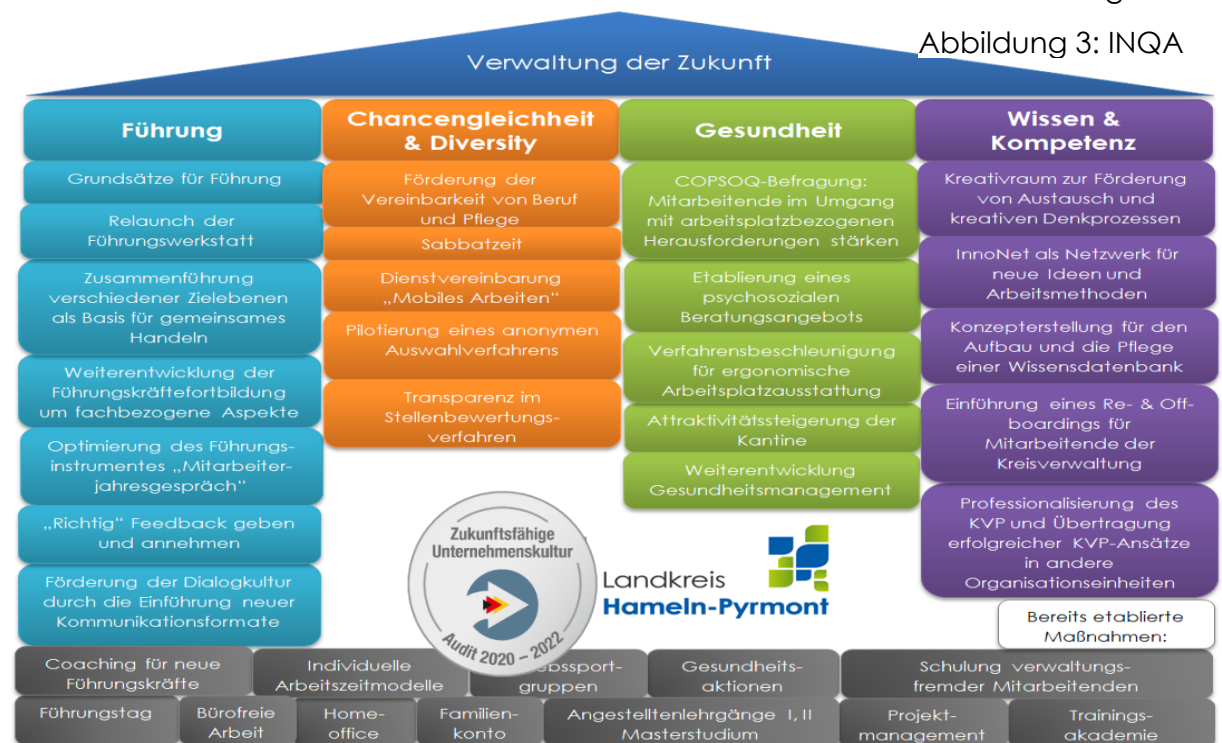 Abbildung 3: INQA
Verwaltung der Zukunft
Führung
Grundsätze für Führung
Relaunch der
Führungswerkstatt
Zusammenführung
verschiedener Zielebenen
als Basis für gemeinsames
Handeln
Weiterentwicklung der
Führungskräftefortbildung
um fachbezogene Aspekte
Optimierung des Führungs-
instrumentes „Mitarbeiter-
jahresgespräch“
„Richtig“ Feedback geben
und annehmen
Förderung der Dialogkultur
durch die Einführung neuer
Kommunikationsformate
Chancengleichheit
& Diversity
Förderung der
Vereinbarkeit von Beruf
und Pflege
Sabbatzeit
Dienstvereinbarung
„Mobiles Arbeiten“
Pilotierung eines anonymen
Auswahlverfahrens
Transparenz im
Stellenbewertungs-
verfahren
Gesundheit
COPSOQ-Befragung:
Mitarbeitende im Umgang
mit arbeitsplatzbezogenen
Herausforderungen stärken
Etablierung eines
psychosozialen
Beratungsangebots
Verfahrensbeschleunigung
für ergonomische
Arbeitsplatzausstattung
Attraktivitätssteigerung der
Kantine
Weiterentwicklung
Gesundheitsmanagement
Wissen &
Kompetenz
Kreativraum zur Förderung
von Austausch und
kreativen Denkprozessen
InnoNet als Netzwerk für
neue Ideen und
Arbeitsmethoden
Konzepterstellung für den
Aufbau und die Pflege
einer Wissensdatenbank
Einführung eines Re- & Off-
boardings für
Mitarbeitende der
Kreisverwaltung
Professionalisierung des
KVP und Übertragung
erfolgreicher KVP-Ansätze
in andere
Organisationseinheiten
Zukunftsfähige
Unternehmenskultur
Audit 2020 – 2022
Landkreis
Hameln-Pyrmont
Bereits etablierte
Maßnahmen:
Coaching für neue
Führungskräfte
Individuelle
Arbeitszeitmodelle
bssport-
gruppen
Gesundheits-
aktionen
Schulung verwaltungs-
fremder Mitarbeitenden
Führungstag
Bürofreie
Arbeit
Home-
office
Familien-
konto
Angestelltenlehrgänge I, II
Masterstudium
Projekt-
management
Trainings-
akademie